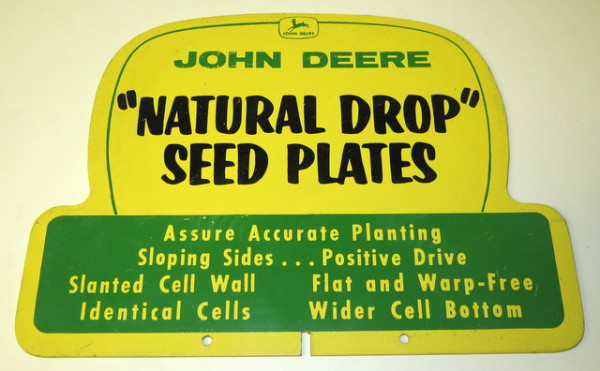 JOHN DEERE
JOHN DEERE
"NATURAL DROP"
SEED PLATES
Assure Accurate Planting
Sloping Sides... Positive Drive
Slanted Cell Wall Flat and Warp-Free
Identical Cells Wider Cell Bottom